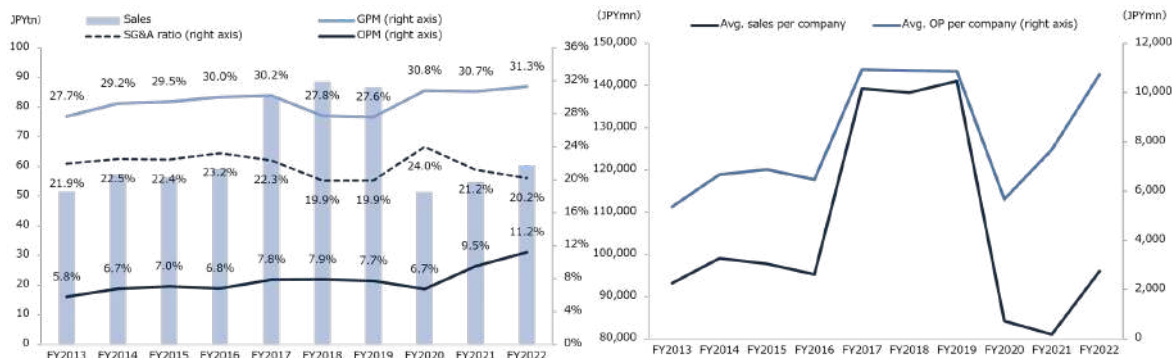 JPYtn)
Sales
GPM (right axis)
SG&A ratio (right axis)
OPM (right axis)
100 36%
90 32%
80 28%
70 24%
60 20%
50 16%
40 12%
30 8%
20 4%
10 0%
0
27.7% 29.2% 29.5% 30.0% 30.2% 27.8% 27.6% 30.8% 30.7% 31.3%
21.9% 22.5% 22.4% 23.2% 22.3% 19.9% 19.9% 24.0% 21.2% 20.2%
5.8% 6.7% 7.0% 6.8% 7.8% 7.9% 7.7% 6.7% 9.5% 11.2%
FY2013 FY2014 FY2015 FY2016 FY2017 FY2018 FY2019 FY2020 FY2021 FY2022
(JPYmn) (JPYmn)
Avg. sales per company Avg. OP per company (right axis)
150,000 12,000
140,000 10,000
130,000 8,000
120,000 6,000
110,000 4,000
100,000 2,000
90,000 0
80,000
FY2013 FY2014 FY2015 FY2016 FY2017 FY2018 FY2019 FY2020 FY2021 FY2022